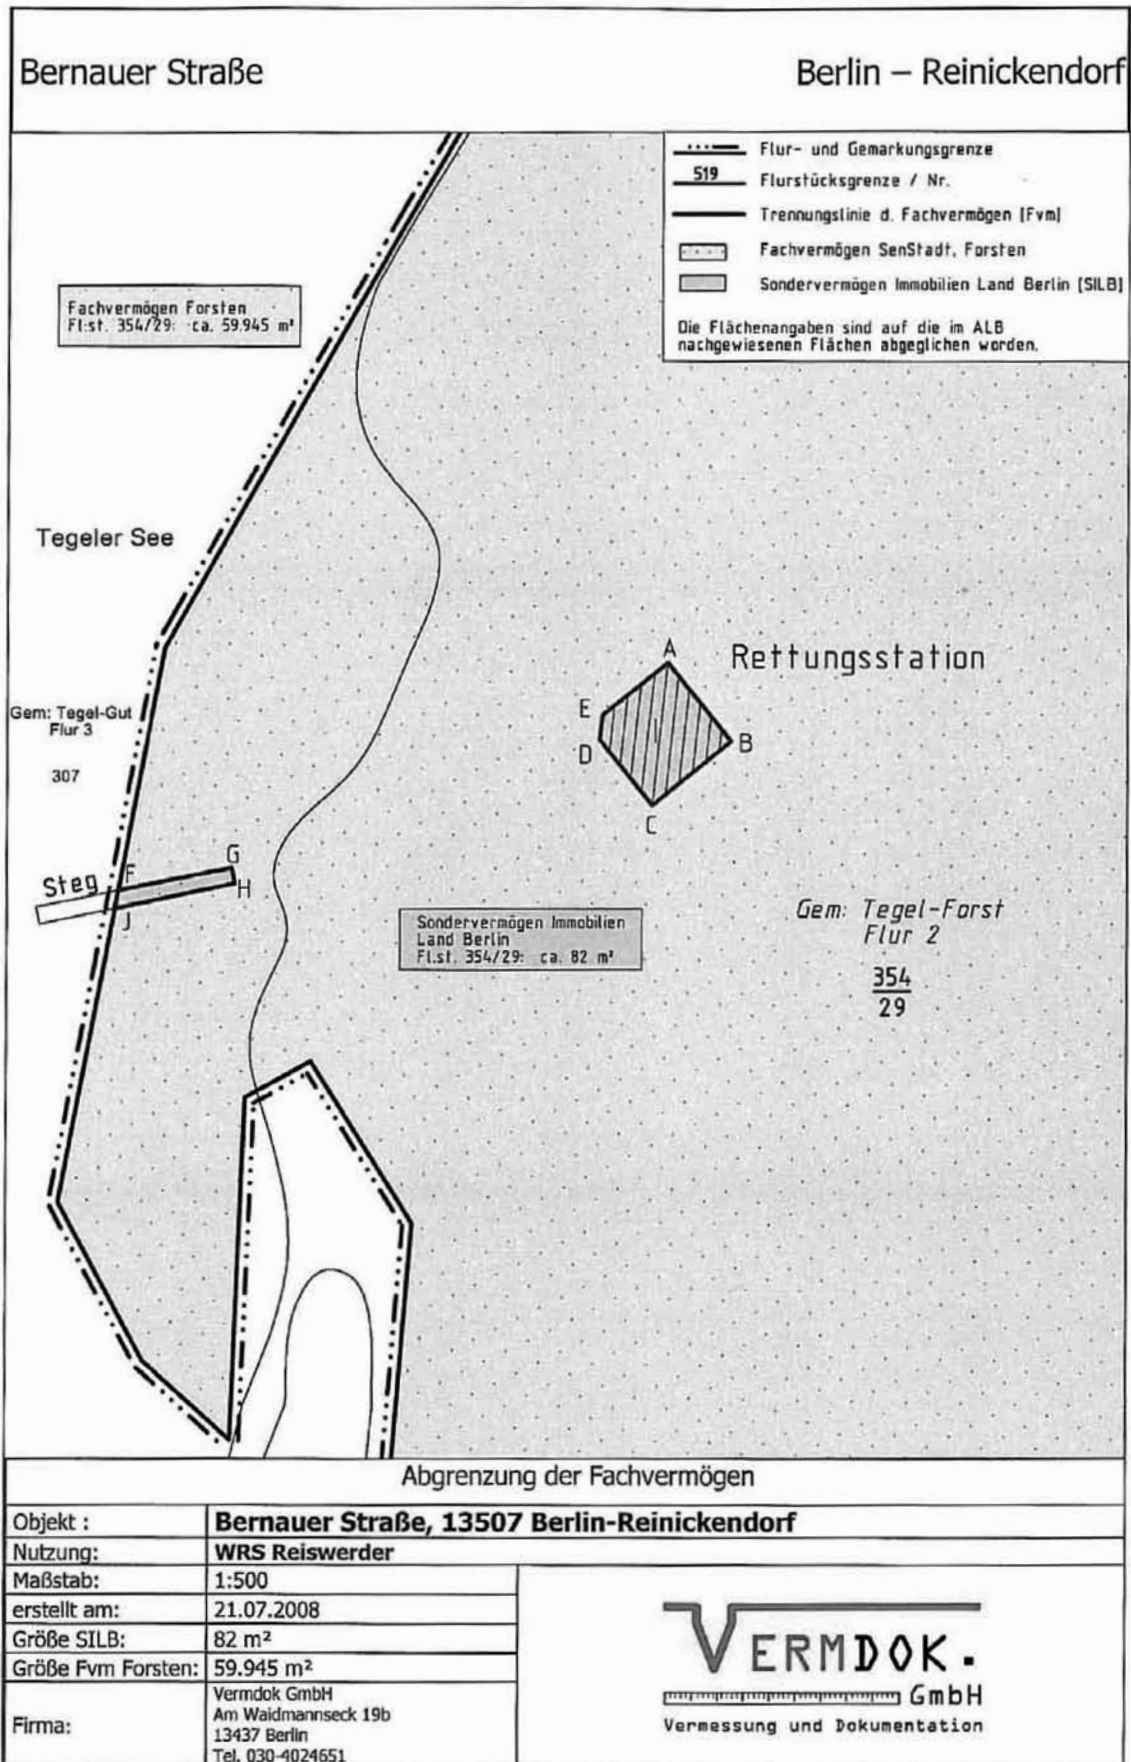 Bernauer Straße
Berlin – Reinickendorf
Flur- und Gemarkungsgrenze
519
Flurstücksgrenze / Nr.
Trennungslinie d. Fachvermögen (Fvm)
Fachvermögen SenStadt, Forsten
Sondervermögen Immobilien Land Berlin (SILB)
Die Flächenangaben sind auf die im ALB
nachgewiesenen Flächen abgeglichen worden.
Fachvermögen Forsten
Fl.st. 354/29: ca. 59.945 m²
Tegeler See
A
Rettungsstation
E
D
B
C
Gem: Tegel-Gut
Flur 3
307
Steg
F
G
H
J
Sondervermögen Immobilien
Land Berlin
Fl.st. 354/29: ca. 82 m²
Gem: Tegel-Forst
Flur 2
354
29
Abgrenzung der Fachvermögen
Objekt : Bernauer Straße, 13507 Berlin-Reinickendorf
Nutzung: WRS Reiswerder
Maßstab: 1:500
erstellt am: 21.07.2008
Größe SILB: 82 m²
Größe Fvm Forsten: 59.945 m²
Firma:
Vermdok GmbH
Am Waidmannseck 19b
13437 Berlin
Tel. 030-4024651
VERMDOK.
GmbH
Vermessung und Dokumentation